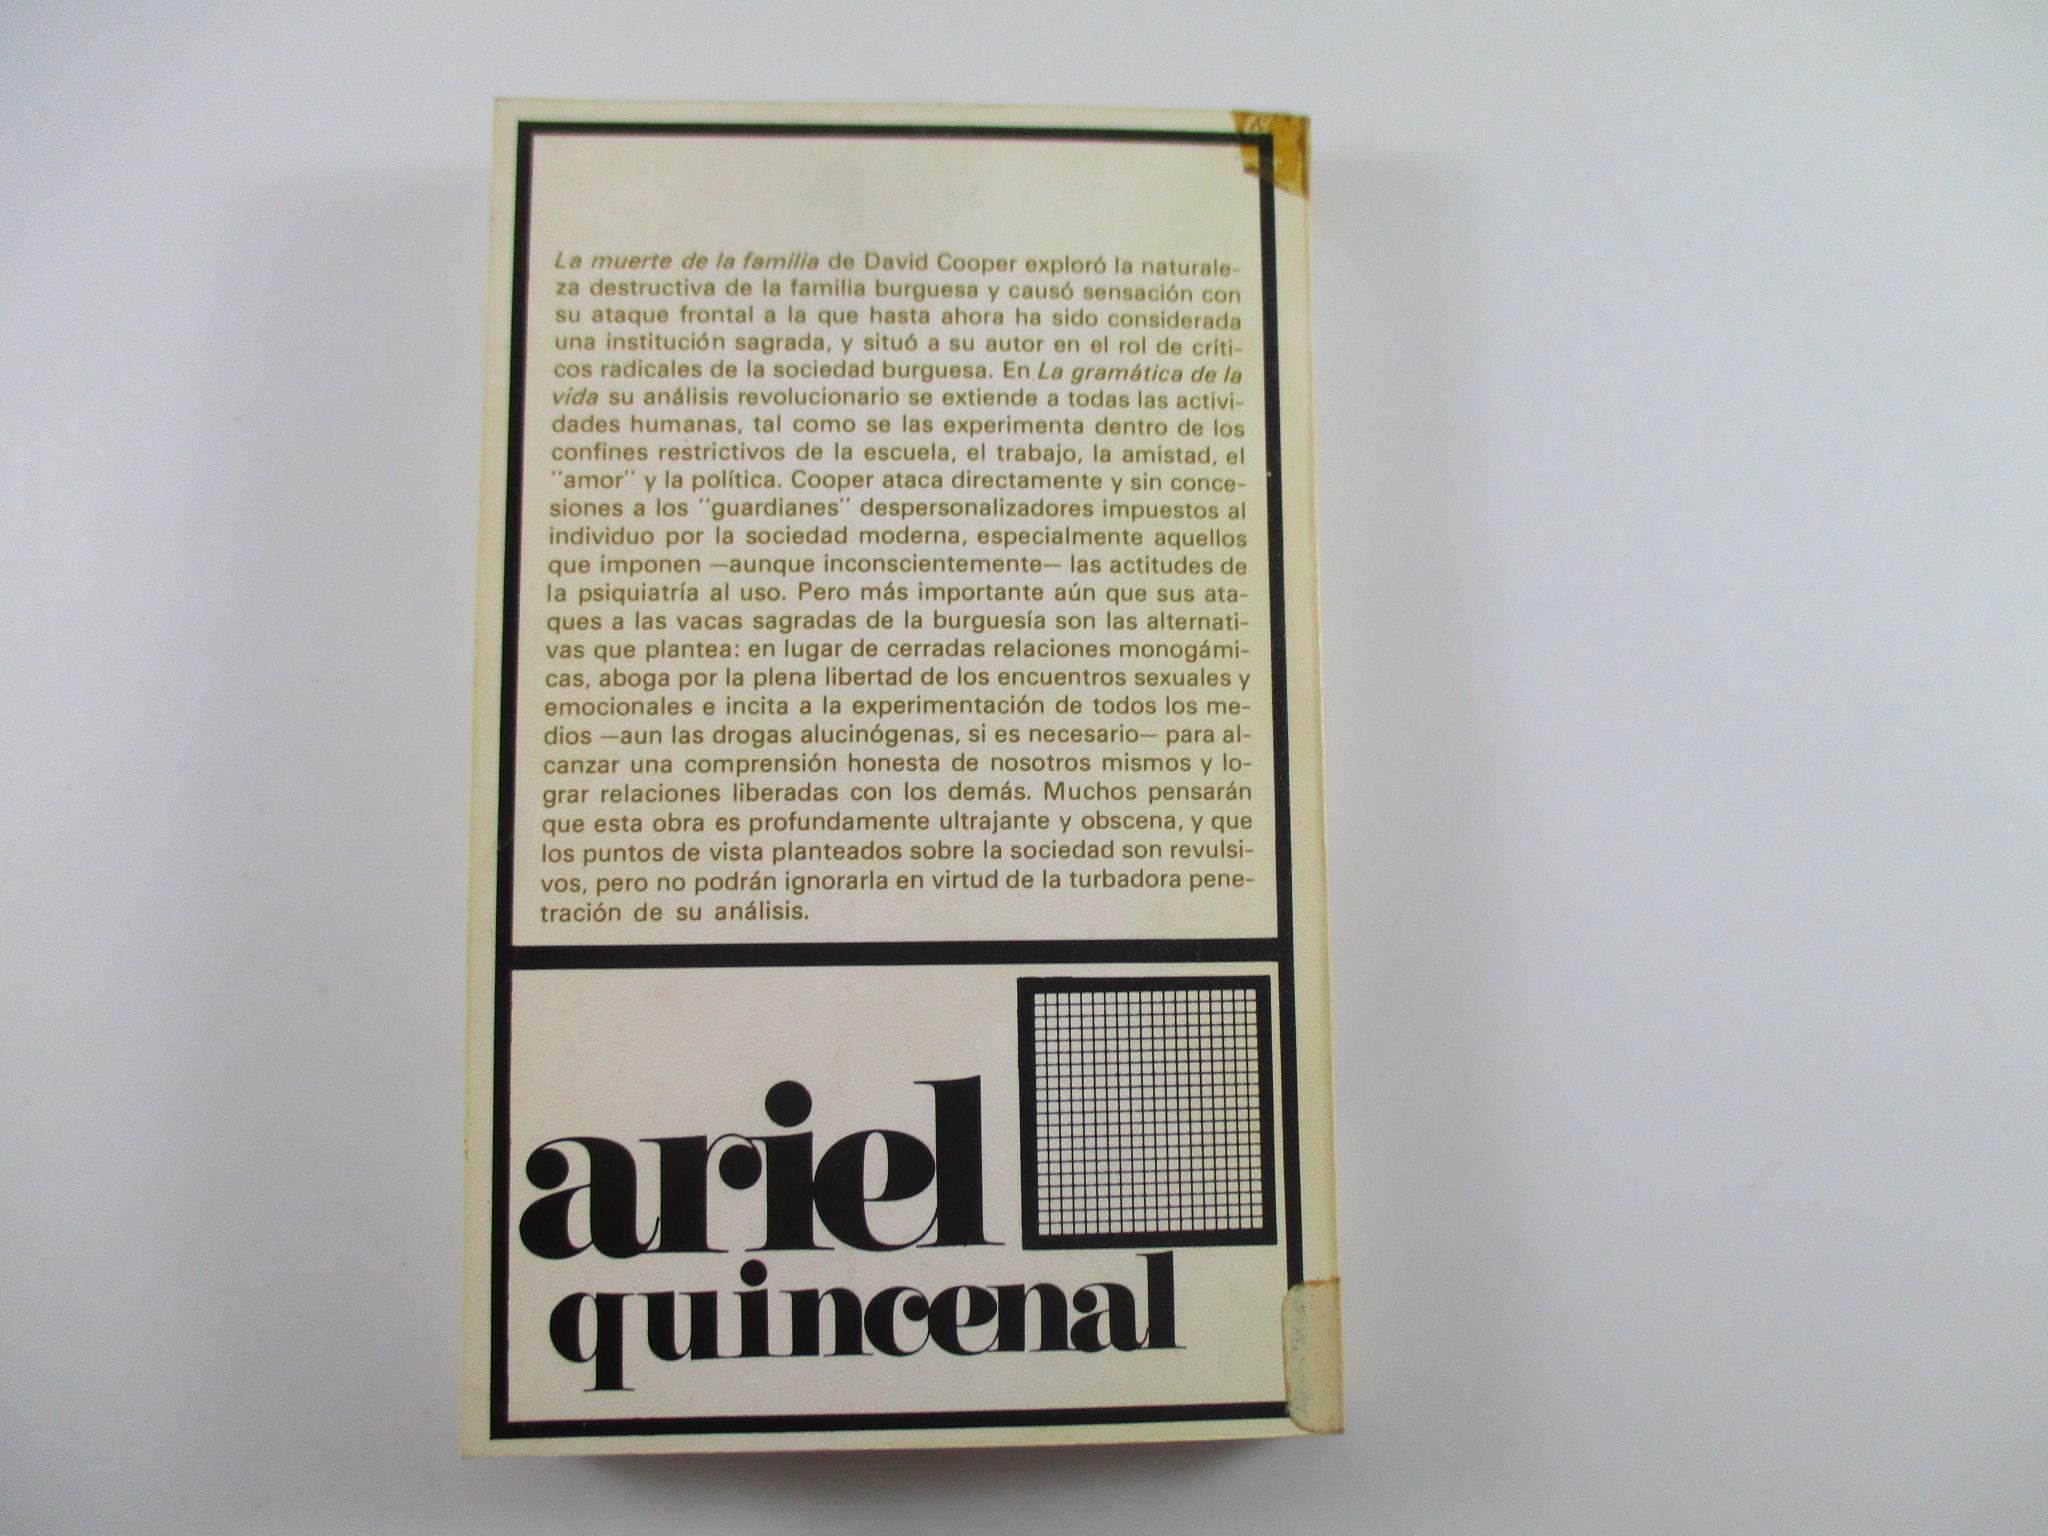 La muerte de la familia de David Cooper exploró la naturale-
za destructiva de la familia burguesa y causó sensación con
su ataque frontal a la que hasta ahora ha sido considerada
una institución sagrada, y situó a su autor en el rol de críti-
cos radicales de la sociedad burguesa. En La gramática de la
vida su análisis revolucionario se extiende a todas las activi-
dades humanas, tal como se las experimenta dentro de los
confines restrictivos de la escuela, el trabajo, la amistad, el
"amor" y la política. Cooper ataca directamente y sin conce-
siones a los "guardianes" despersonalizadores impuestos al
individuo por la sociedad moderna, especialmente aquellos
que imponen —aunque inconscientemente— las actitudes de
la psiquiatría al uso. Pero más importante aún que sus ata-
ques a las vacas sagradas de la burguesía son las alternati-
vas que plantea: en lugar de cerradas relaciones monogámi-
cas, aboga por la plena libertad de los encuentros sexuales y
emocionales e incita a la experimentación de todos los me-
dios —aun las drogas alucinógenas, si es necesario— para al-
canzar una comprensión honesta de nosotros mismos y lo-
grar relaciones liberadas con los demás. Muchos pensarán
que esta obra es profundamente ultrajante y obscena, y que
los puntos de vista planteados sobre la sociedad son revulsi-
vos, pero no podrán ignorarla en virtud de la turbadora pene-
tración de su análisis.
ariel
quincenal